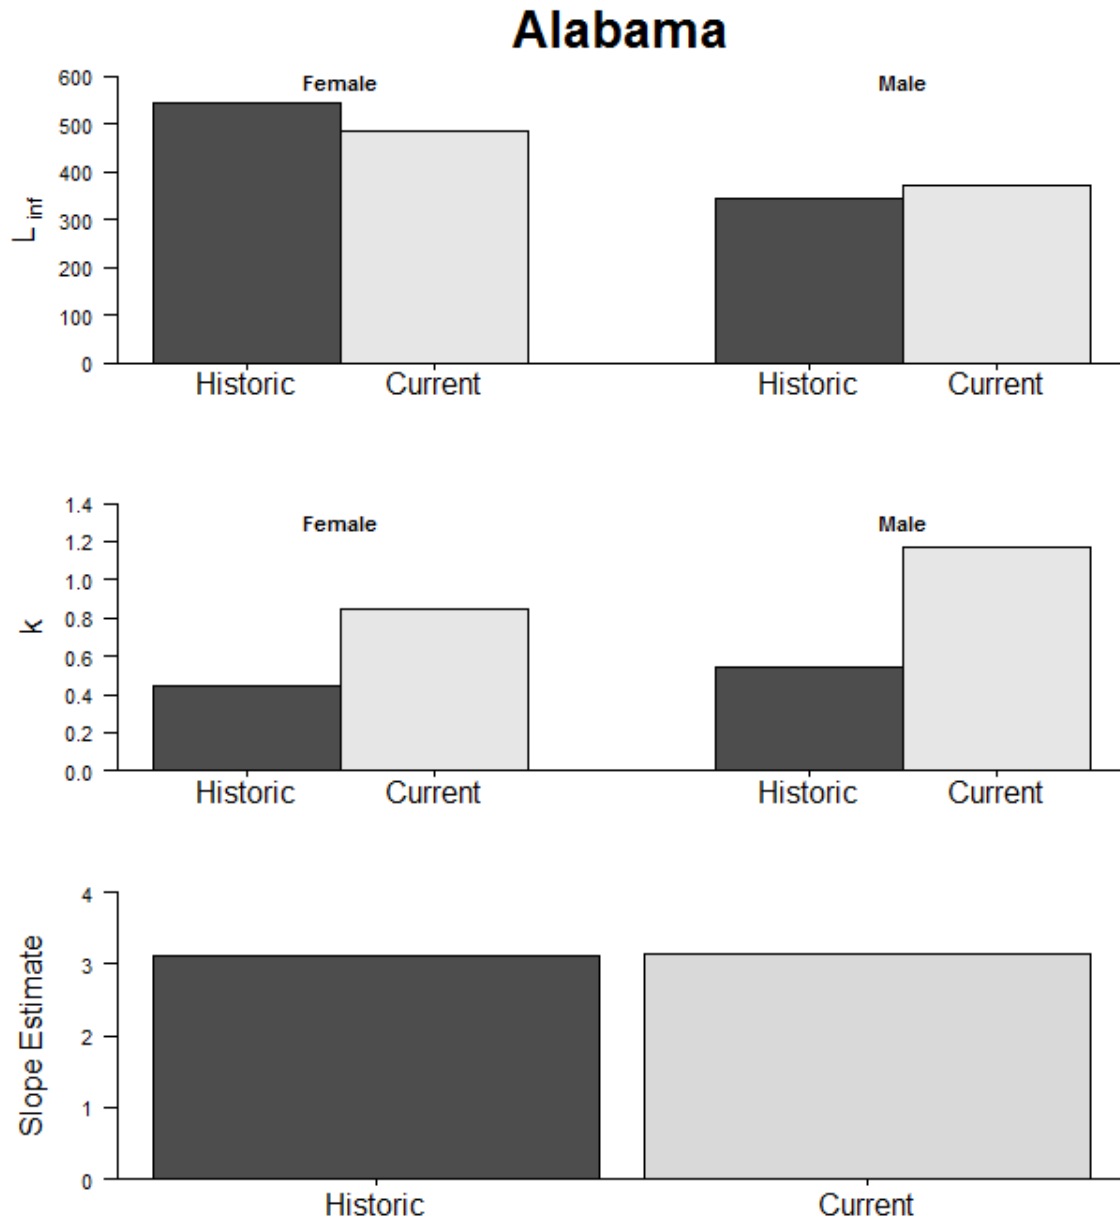 Alabama
Female Male
600
500
400
300
200
100
0
L inf
Historic Current Historic Current
Female Male
1.4
1.2
1.0
0.8
0.6
0.4
0.2
0.0
k
Historic Current Historic Current
4
3
2
1
0
Slope Estimate
Historic Current